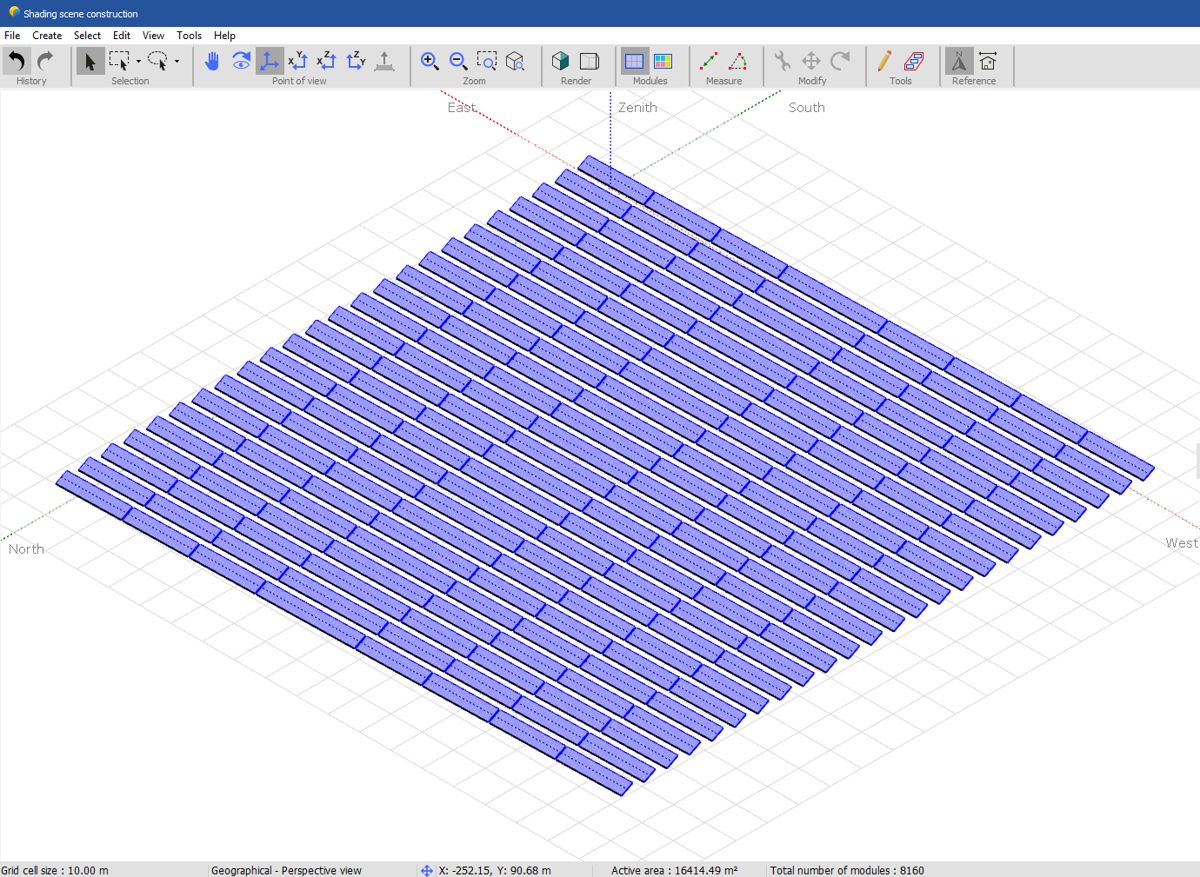 Shading scene construction
File Create Select Edit View Tools Help
Y X Z X Z Y N
History Selection Point of view Zoom Render Modules Measure Modify Tools Reference
East Zenith South
North
West
Grid cell size : 10.00 m Geographical - Perspective view X: -252.15, Y: 90.68 m Active area : 16414.49 m² Total number of modules : 8160